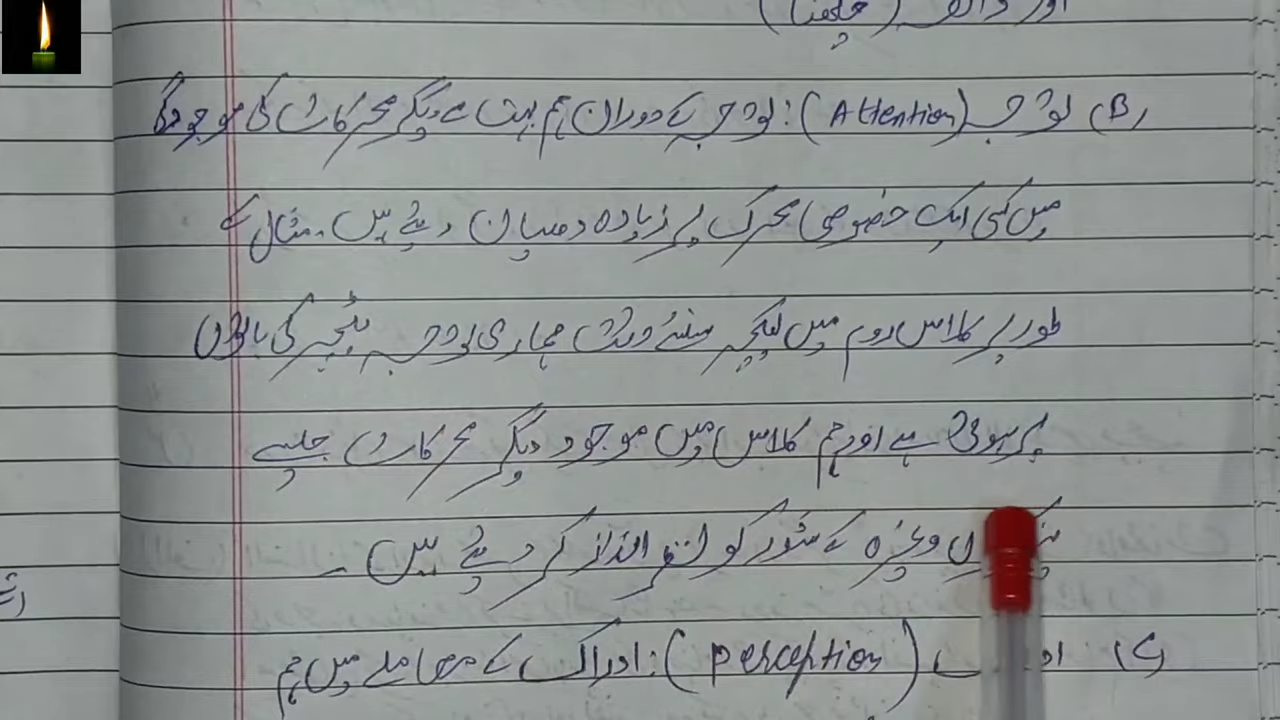 اور ذائقہ (چکھنا)
(B) توجہ (Attention): توجہ کے دوران ہم بہت سے دیگر محرکات کی موجودگی
میں کسی ایک خصوصی محرک پر زیادہ دھیان دیتے ہیں۔ مثال کے
طور پر کلاس روم میں لیکچر سنتے وقت ہماری توجہ ٹیچر کی باتوں
پر ہوتی ہے اور ہم کلاس میں موجود دیگر محرکات جیسے
وغیرہ کے شور کو نظر انداز کر دیتے ہیں۔
(C) (Perception): ادراک کے معاملے میں ہم